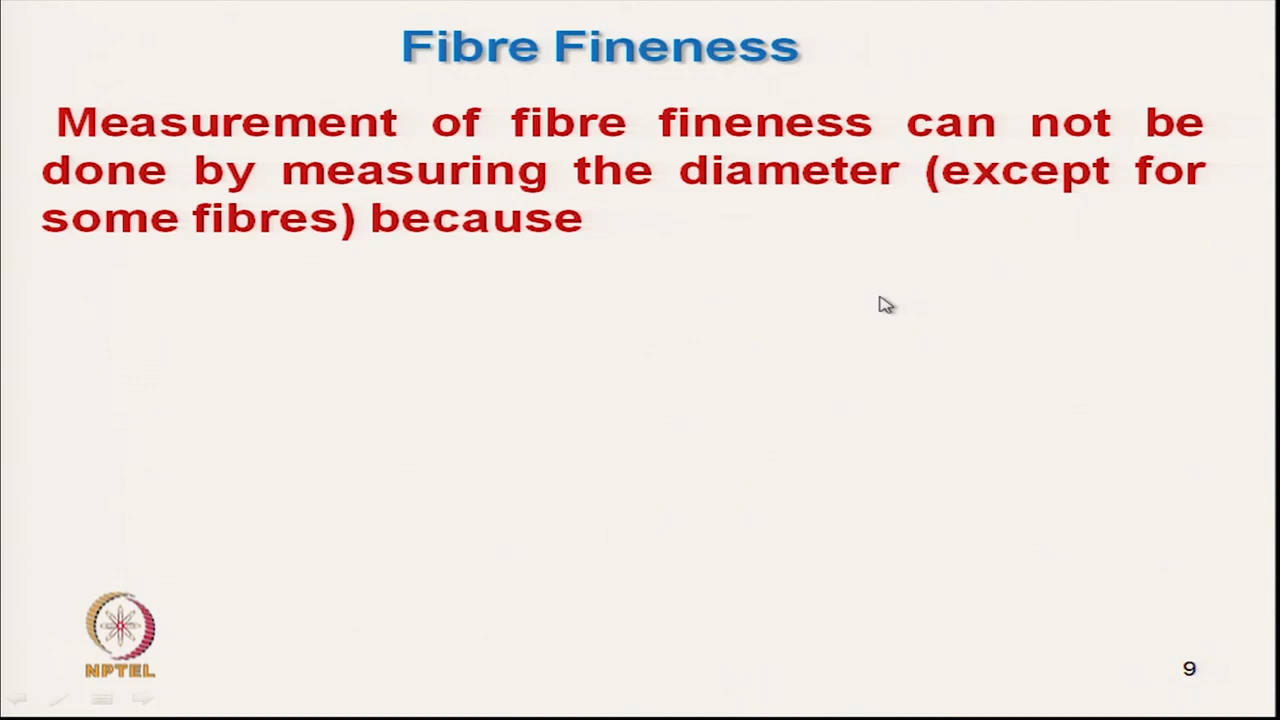 Fibre Fineness
Measurement of fibre fineness can not be
done by measuring the diameter (except for
some fibres) because
NPTEL
9